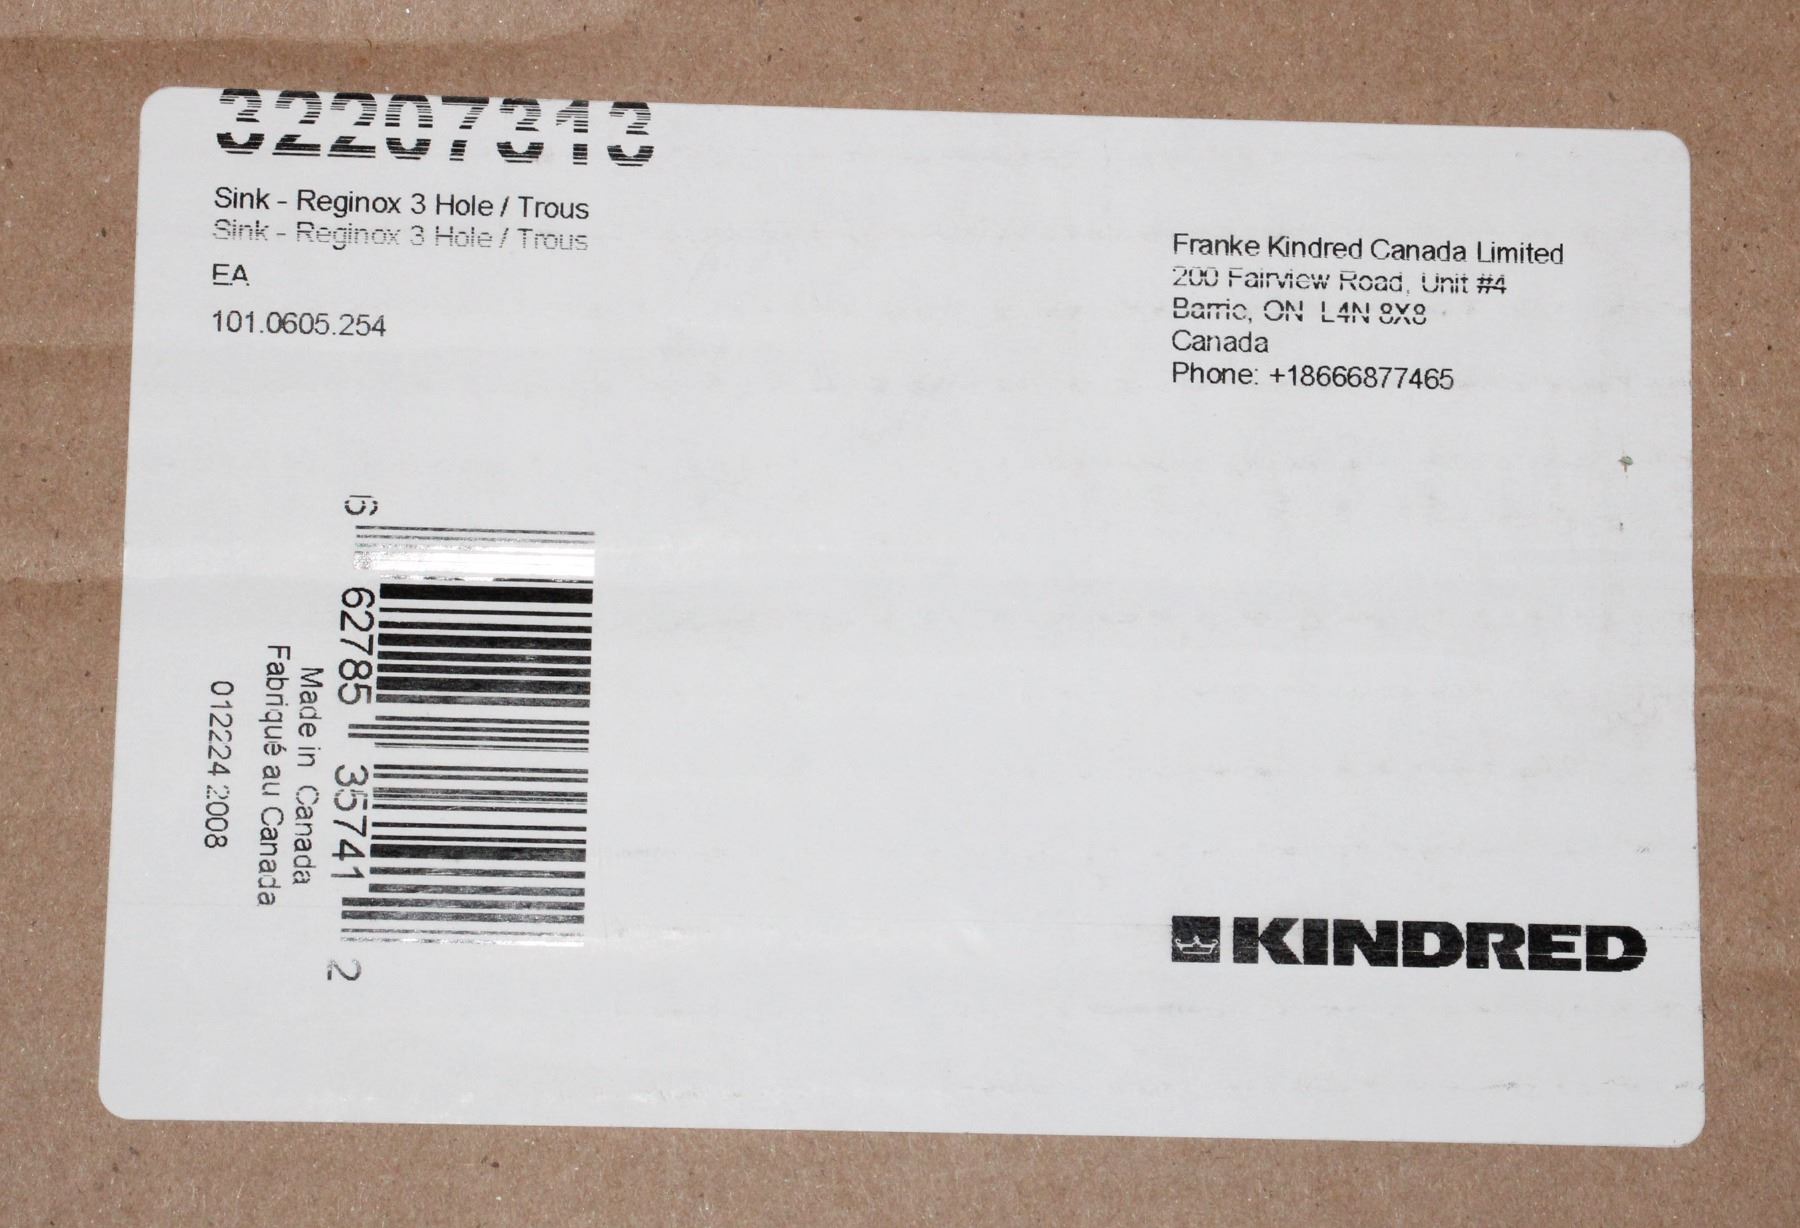 32207313
Sink - Reginox 3 Hole / Trous
Sink - Reginox 3 Hole / Trous
EA
101.0605.254
Franke Kindred Canada Limited
200 Fairview Road, Unit #4
Barrie, ON L4N 8X8
Canada
Phone: +18666877465
6 62785 35741 2
Made in Canada
Fabriqué au Canada
012224 2008
KINDRED